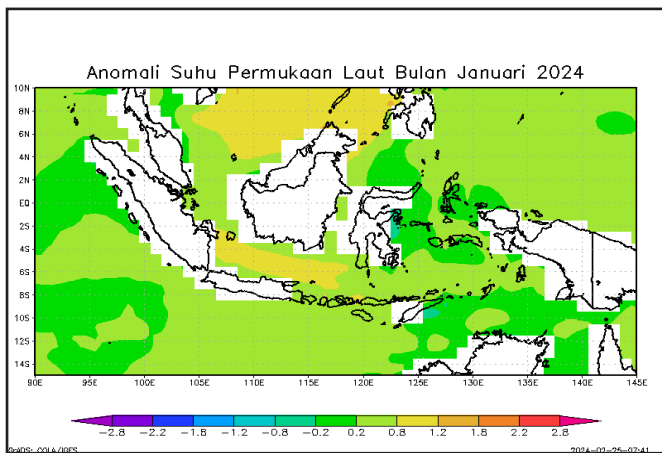 Anomali Suhu Permukaan Laut Bulan Januari 2024
10N
8N
6N
4N
2N
EQ
2S
4S
6S
8S
10S
12S
14S
90E 95E 100E 105E 110E 115E 120E 125E 130E 135E 140E 145E
-2.8 -2.2 -1.8 -1.2 -0.8 -0.2 0.2 0.8 1.2 1.8 2.2 2.8
GrADS: COLA/IGES 2024-02-25-07:41